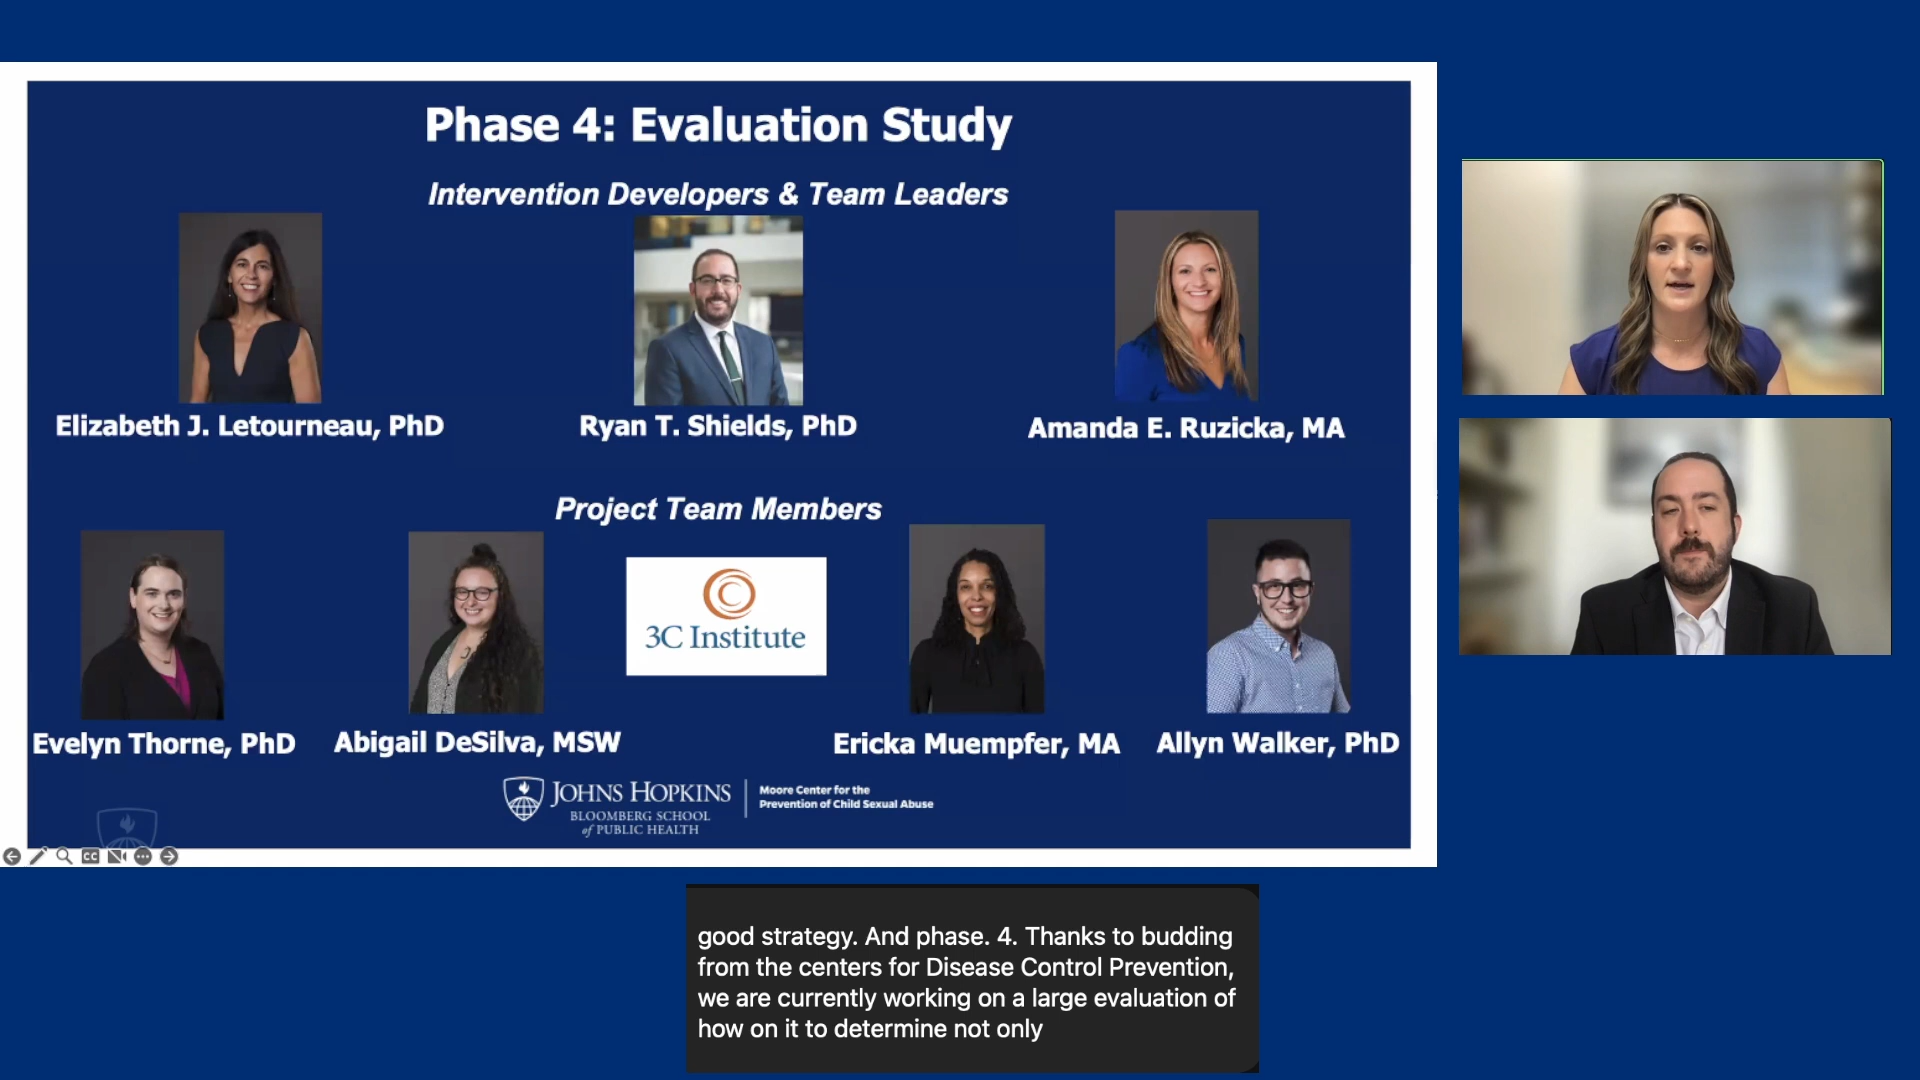 Phase 4: Evaluation Study
Intervention Developers & Team Leaders
Elizabeth J. Letourneau, PhD
Ryan T. Shields, PhD
Amanda E. Ruzicka, MA
Project Team Members
3C Institute
Evelyn Thorne, PhD
Abigail DeSilva, MSW
Ericka Muempfer, MA
Allyn Walker, PhD
JOHNS HOPKINS
BLOOMBERG SCHOOL
of PUBLIC HEALTH
Moore Center for the
Prevention of Child Sexual Abuse
CC
good strategy. And phase. 4. Thanks to budding
from the centers for Disease Control Prevention,
we are currently working on a large evaluation of
how on it to determine not only